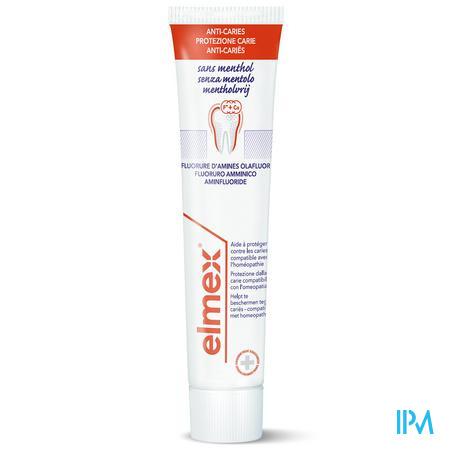 ANTI-CARIES
PROTEZIONE CARIE
ANTI-CARIËS
sans menthol
senza mentolo
mentholvrij
F + Ca
FLUORURE D'AMINES OLAFLUOR
FLUORURO AMMINICO
AMINFLUORIDE
elmex®
Aide à protéger
contre les caries
compatible avec
l'homéopathie
Protezione dalla
carie compatibil
con l'omeopatia
Helpt te
beschermen teg
cariës - compati
met homeopath
IPM